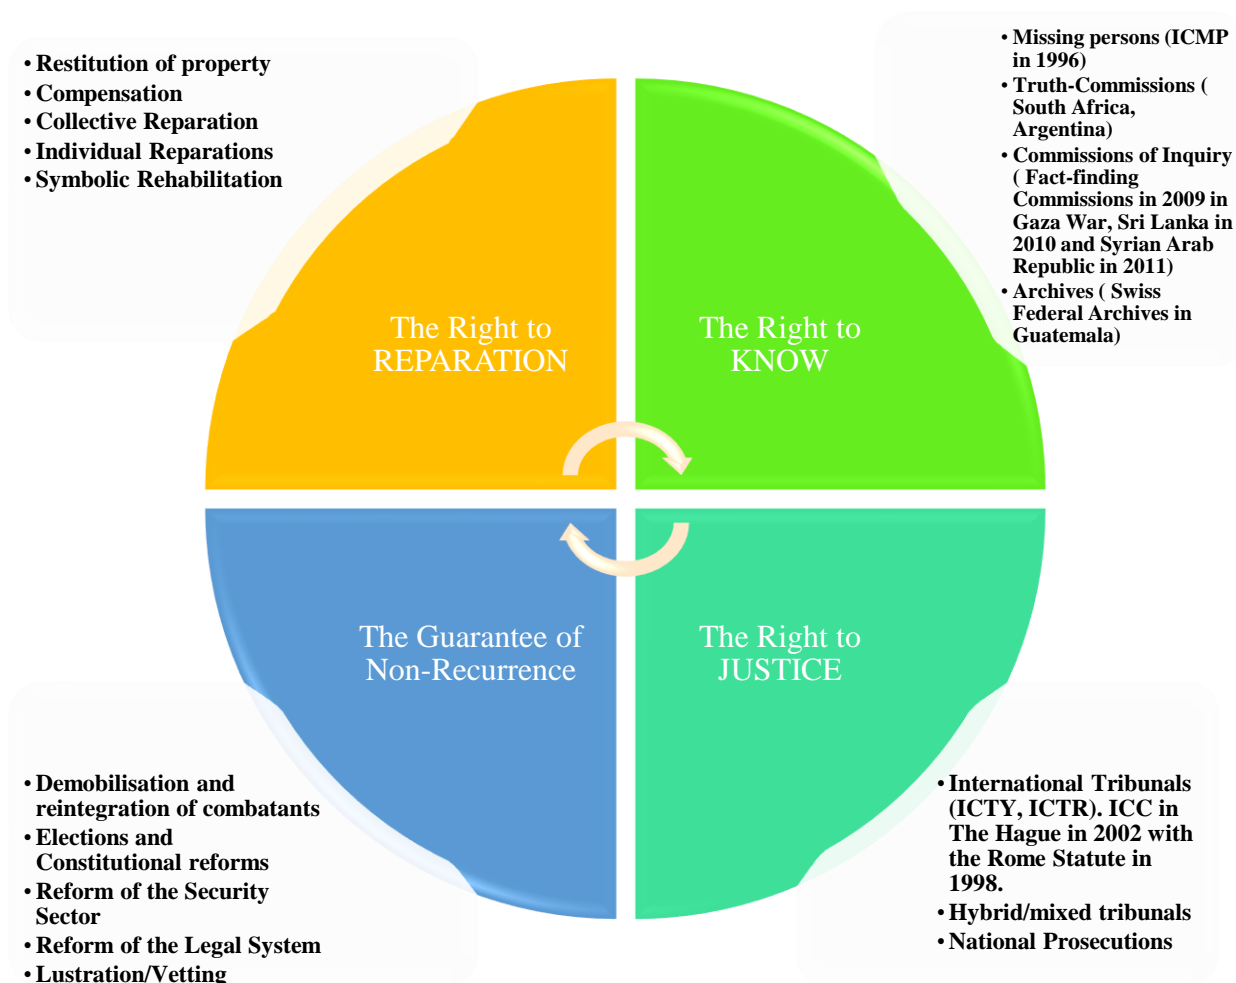 • Restitution of property
• Compensation
• Collective Reparation
• Individual Reparations
• Symbolic Rehabilitation
• Missing persons (ICMP
in 1996)
• Truth-Commissions (
South Africa,
Argentina)
• Commissions of Inquiry
( Fact-finding
Commissions in 2009 in
Gaza War, Sri Lanka in
2010 and Syrian Arab
Republic in 2011)
• Archives ( Swiss
Federal Archives in
Guatemala)
The Right to
REPARATION
The Right to
KNOW
The Guarantee of
Non-Recurrence
The Right to
JUSTICE
• Demobilisation and
reintegration of combatants
• Elections and
Constitutional reforms
• Reform of the Security
Sector
• Reform of the Legal System
• Lustration/Vetting
• International Tribunals
(ICTY, ICTR). ICC in
The Hague in 2002 with
the Rome Statute in
1998.
• Hybrid/mixed tribunals
• National Prosecutions